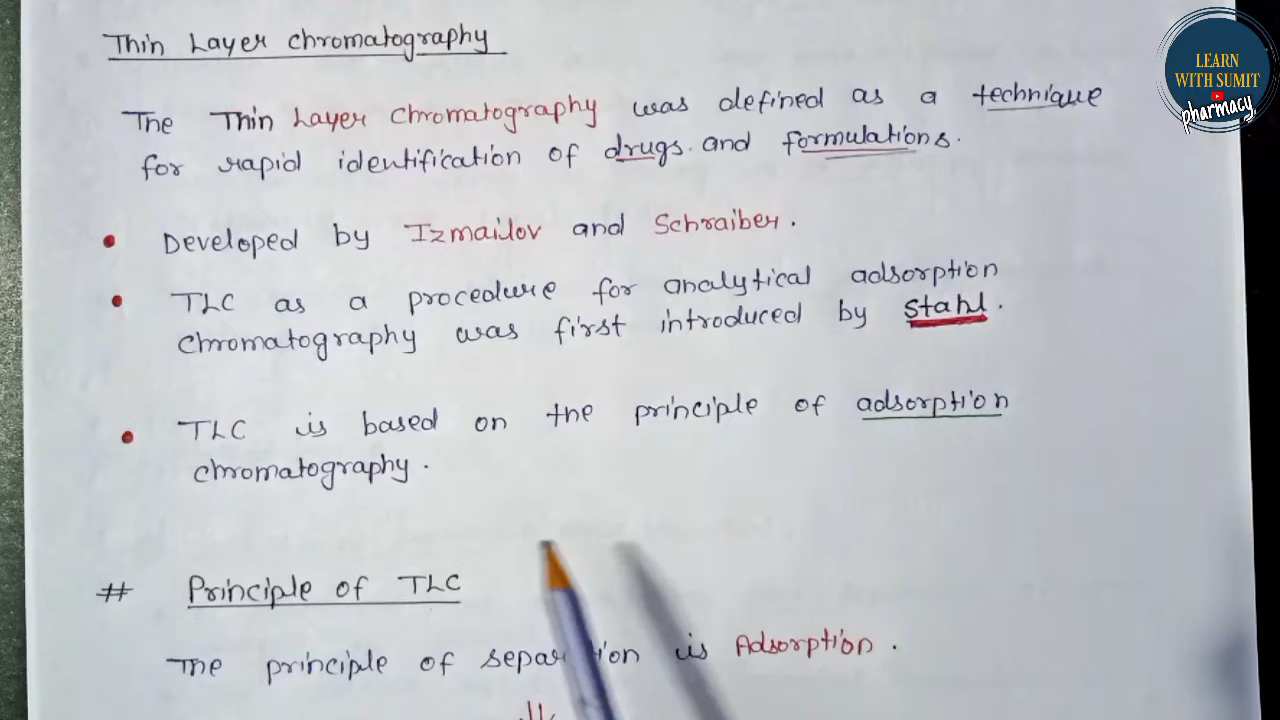 Thin Layer chromatography
The Thin Layer chromatography was defined as a technique
for rapid identification of drugs and formulations.
Developed by Izmailov and Schraiber.
TLC as a procedure for analytical adsorption
chromatography was first introduced by Stahl.
TLC is based on the principle of adsorption
chromatography.
# Principle of TLC
The principle of is Adsorption.
LEARN
WITH SUMIT
pharmacy